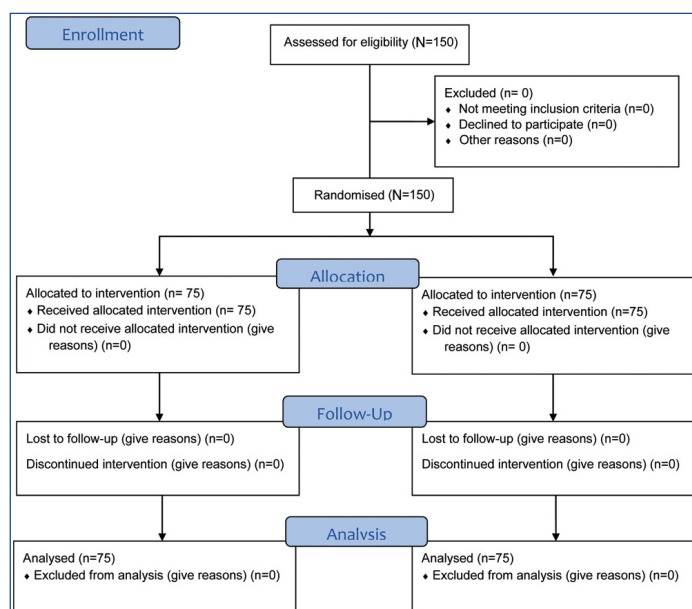 Enrollment
Assessed for eligibility (N=150)
Excluded (n= 0)
♦ Not meeting inclusion criteria (n=0)
♦ Declined to participate (n=0)
♦ Other reasons (n=0)
Randomised (N=150)
Allocation
Allocated to intervention (n= 75)
♦ Received allocated intervention (n= 75)
♦ Did not receive allocated intervention (give
reasons) (n=0)
Allocated to intervention (n=75)
♦ Received allocated intervention (n=75)
♦ Did not receive allocated intervention (give
reasons) (n= 0)
Follow-Up
Lost to follow-up (give reasons) (n=0)
Discontinued intervention (give reasons) (n=0)
Lost to follow-up (give reasons) (n=0)
Discontinued intervention (give reasons) (n=0)
Analysis
Analysed (n=75)
♦ Excluded from analysis (give reasons) (n=0)
Analysed (n=75)
♦ Excluded from analysis (give reasons) (n=0)